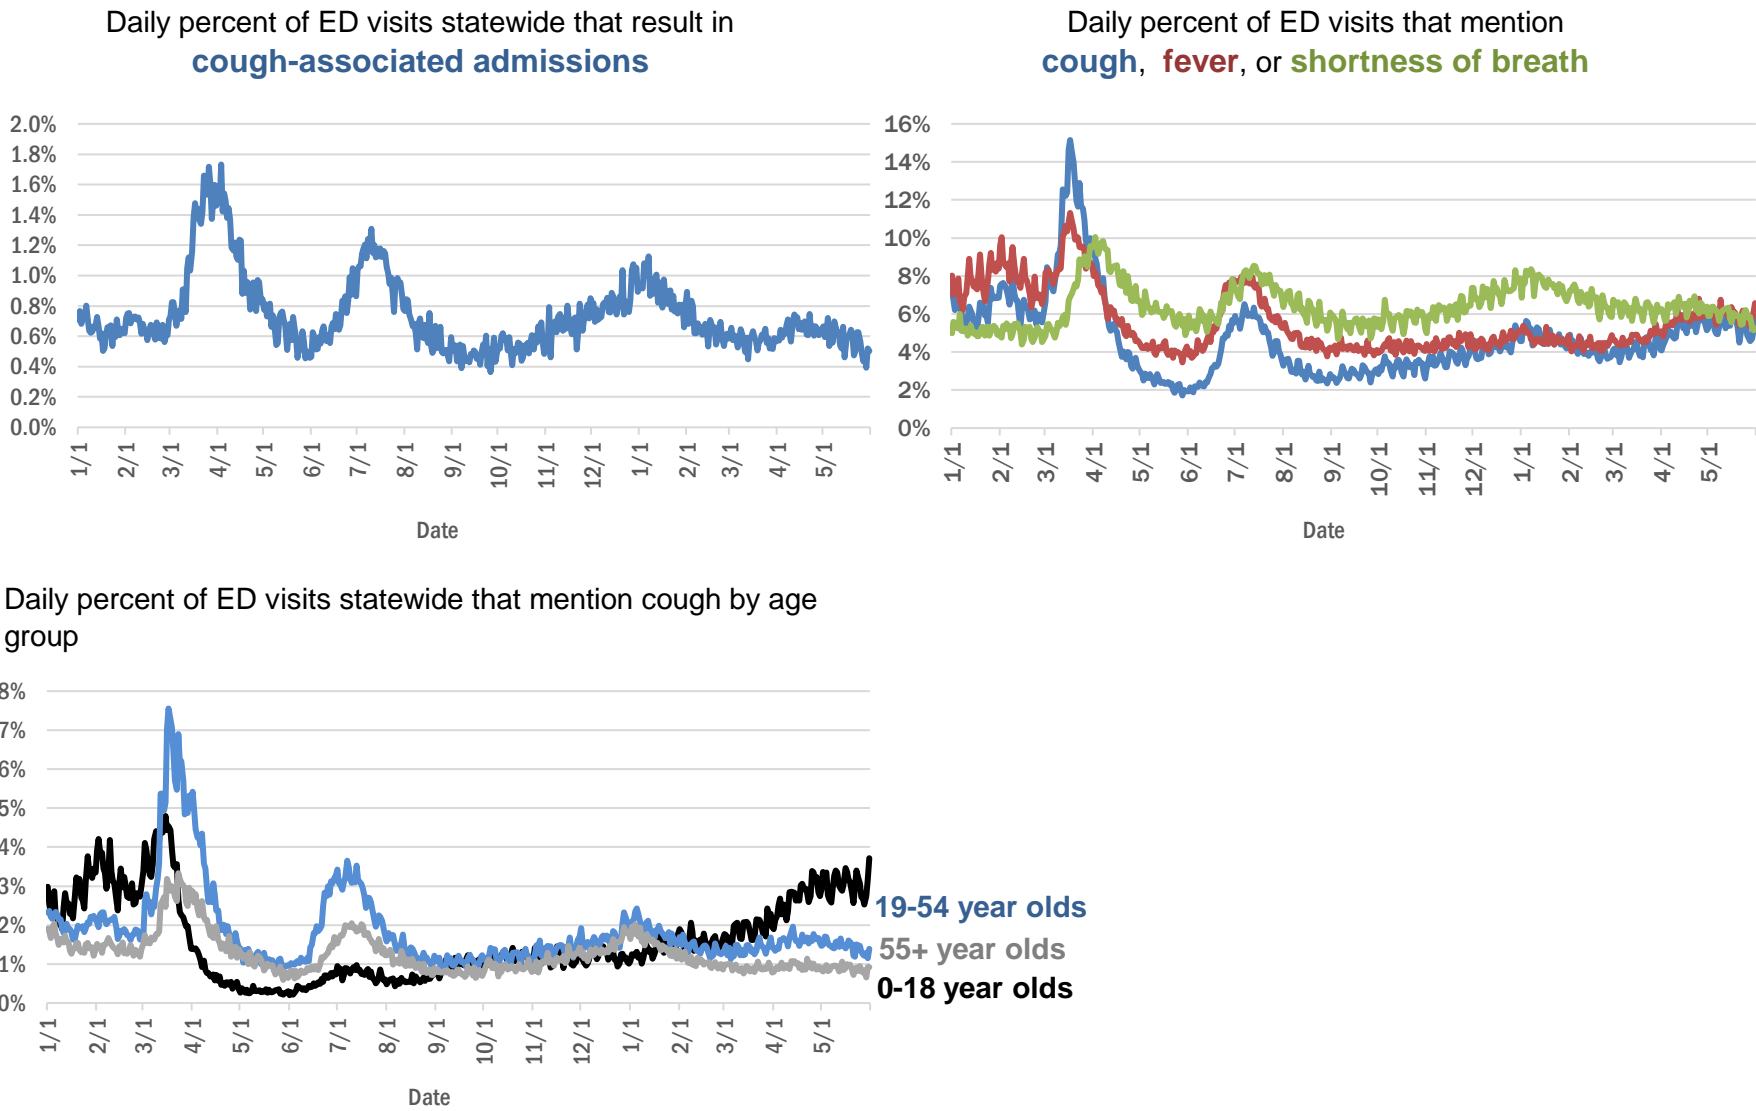 Daily percent of ED visits statewide that result in
cough-associated admissions
2.0%
1.8%
1.6%
1.4%
1.2%
1.0%
0.8%
0.6%
0.4%
0.2%
0.0%
1/1 2/1 3/1 4/1 5/1 6/1 7/1 8/1 9/1 10/1 11/1 12/1 1/1 2/1 3/1 4/1 5/1
Date
Daily percent of ED visits that mention
cough, fever, or shortness of breath
16%
14%
12%
10%
8%
6%
4%
2%
0%
1/1 2/1 3/1 4/1 5/1 6/1 7/1 8/1 9/1 10/1 11/1 12/1 1/1 2/1 3/1 4/1 5/1
Date
Daily percent of ED visits statewide that mention cough by age
group
8%
7%
6%
5%
4%
3%
2%
1%
0%
1/1 2/1 3/1 4/1 5/1 6/1 7/1 8/1 9/1 10/1 11/1 12/1 1/1 2/1 3/1 4/1 5/1
Date
19-54 year olds
55+ year olds
0-18 year olds